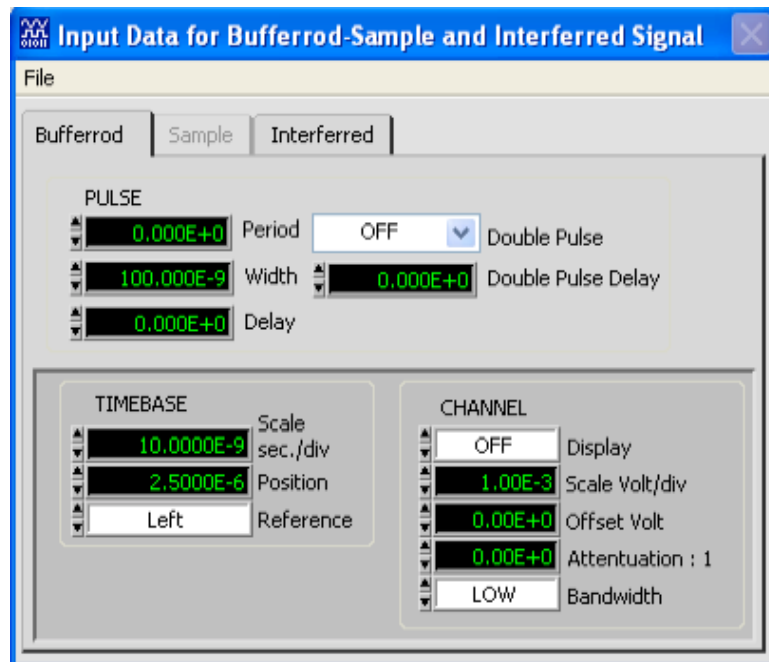 Input Data for Bufferrod-Sample and Interferred Signal
File
Bufferrod Sample Interferred
PULSE
0.000E+0 Period OFF Double Pulse
100.000E-9 Width 0.000E+0 Double Pulse Delay
0.000E+0 Delay
TIMEBASE
10.0000E-9 Scale sec./div
2.5000E-6 Position
Left Reference
CHANNEL
OFF Display
1.00E-3 Scale Volt/div
0.00E+0 Offset Volt
0.00E+0 Attentuation : 1
LOW Bandwidth